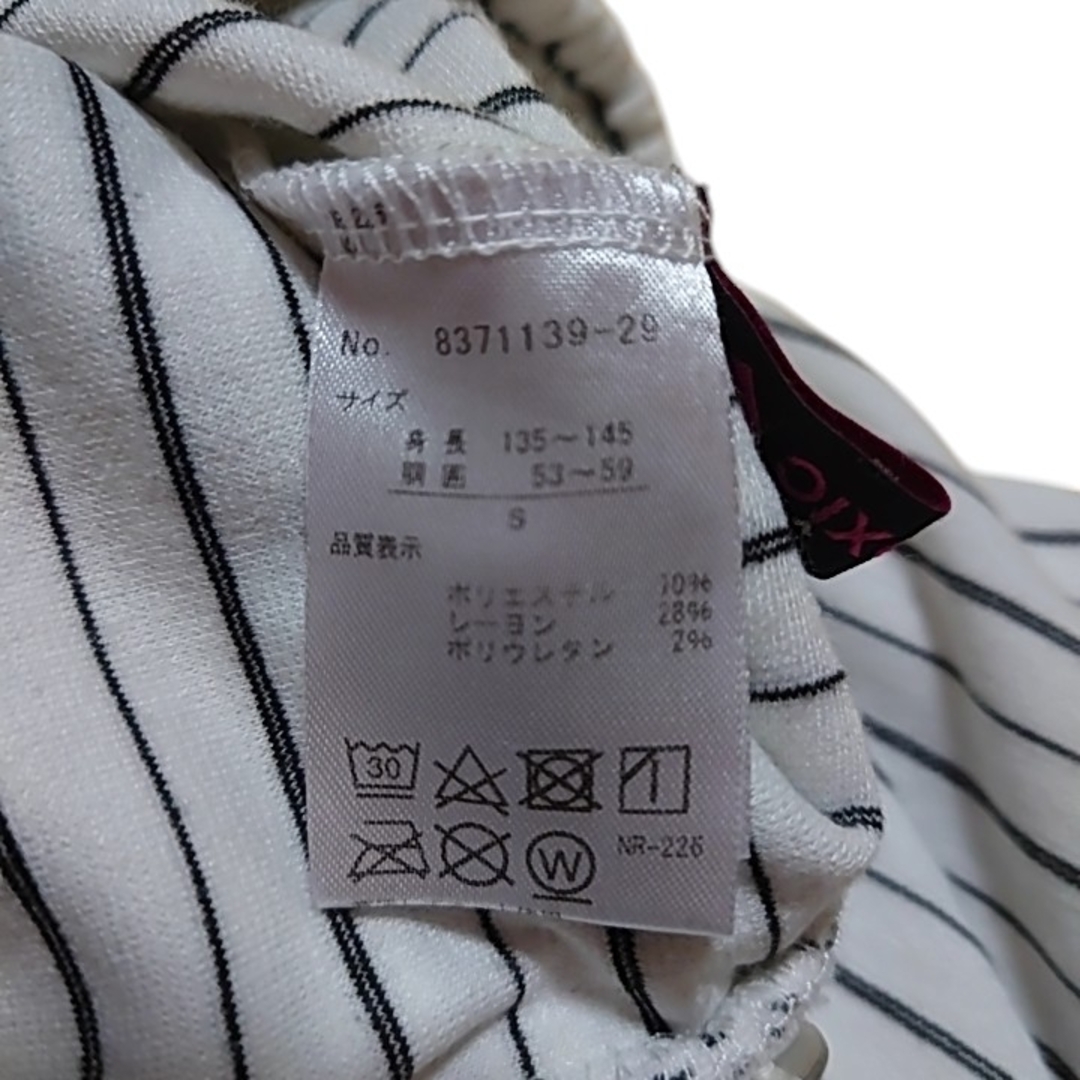 No. 8371139-29
サイズ
身長 135～145
胴囲 53～59
S
品質表示
ポリエステル 70%
レーヨン 28%
ポリウレタン 2%
30
W
NR-226